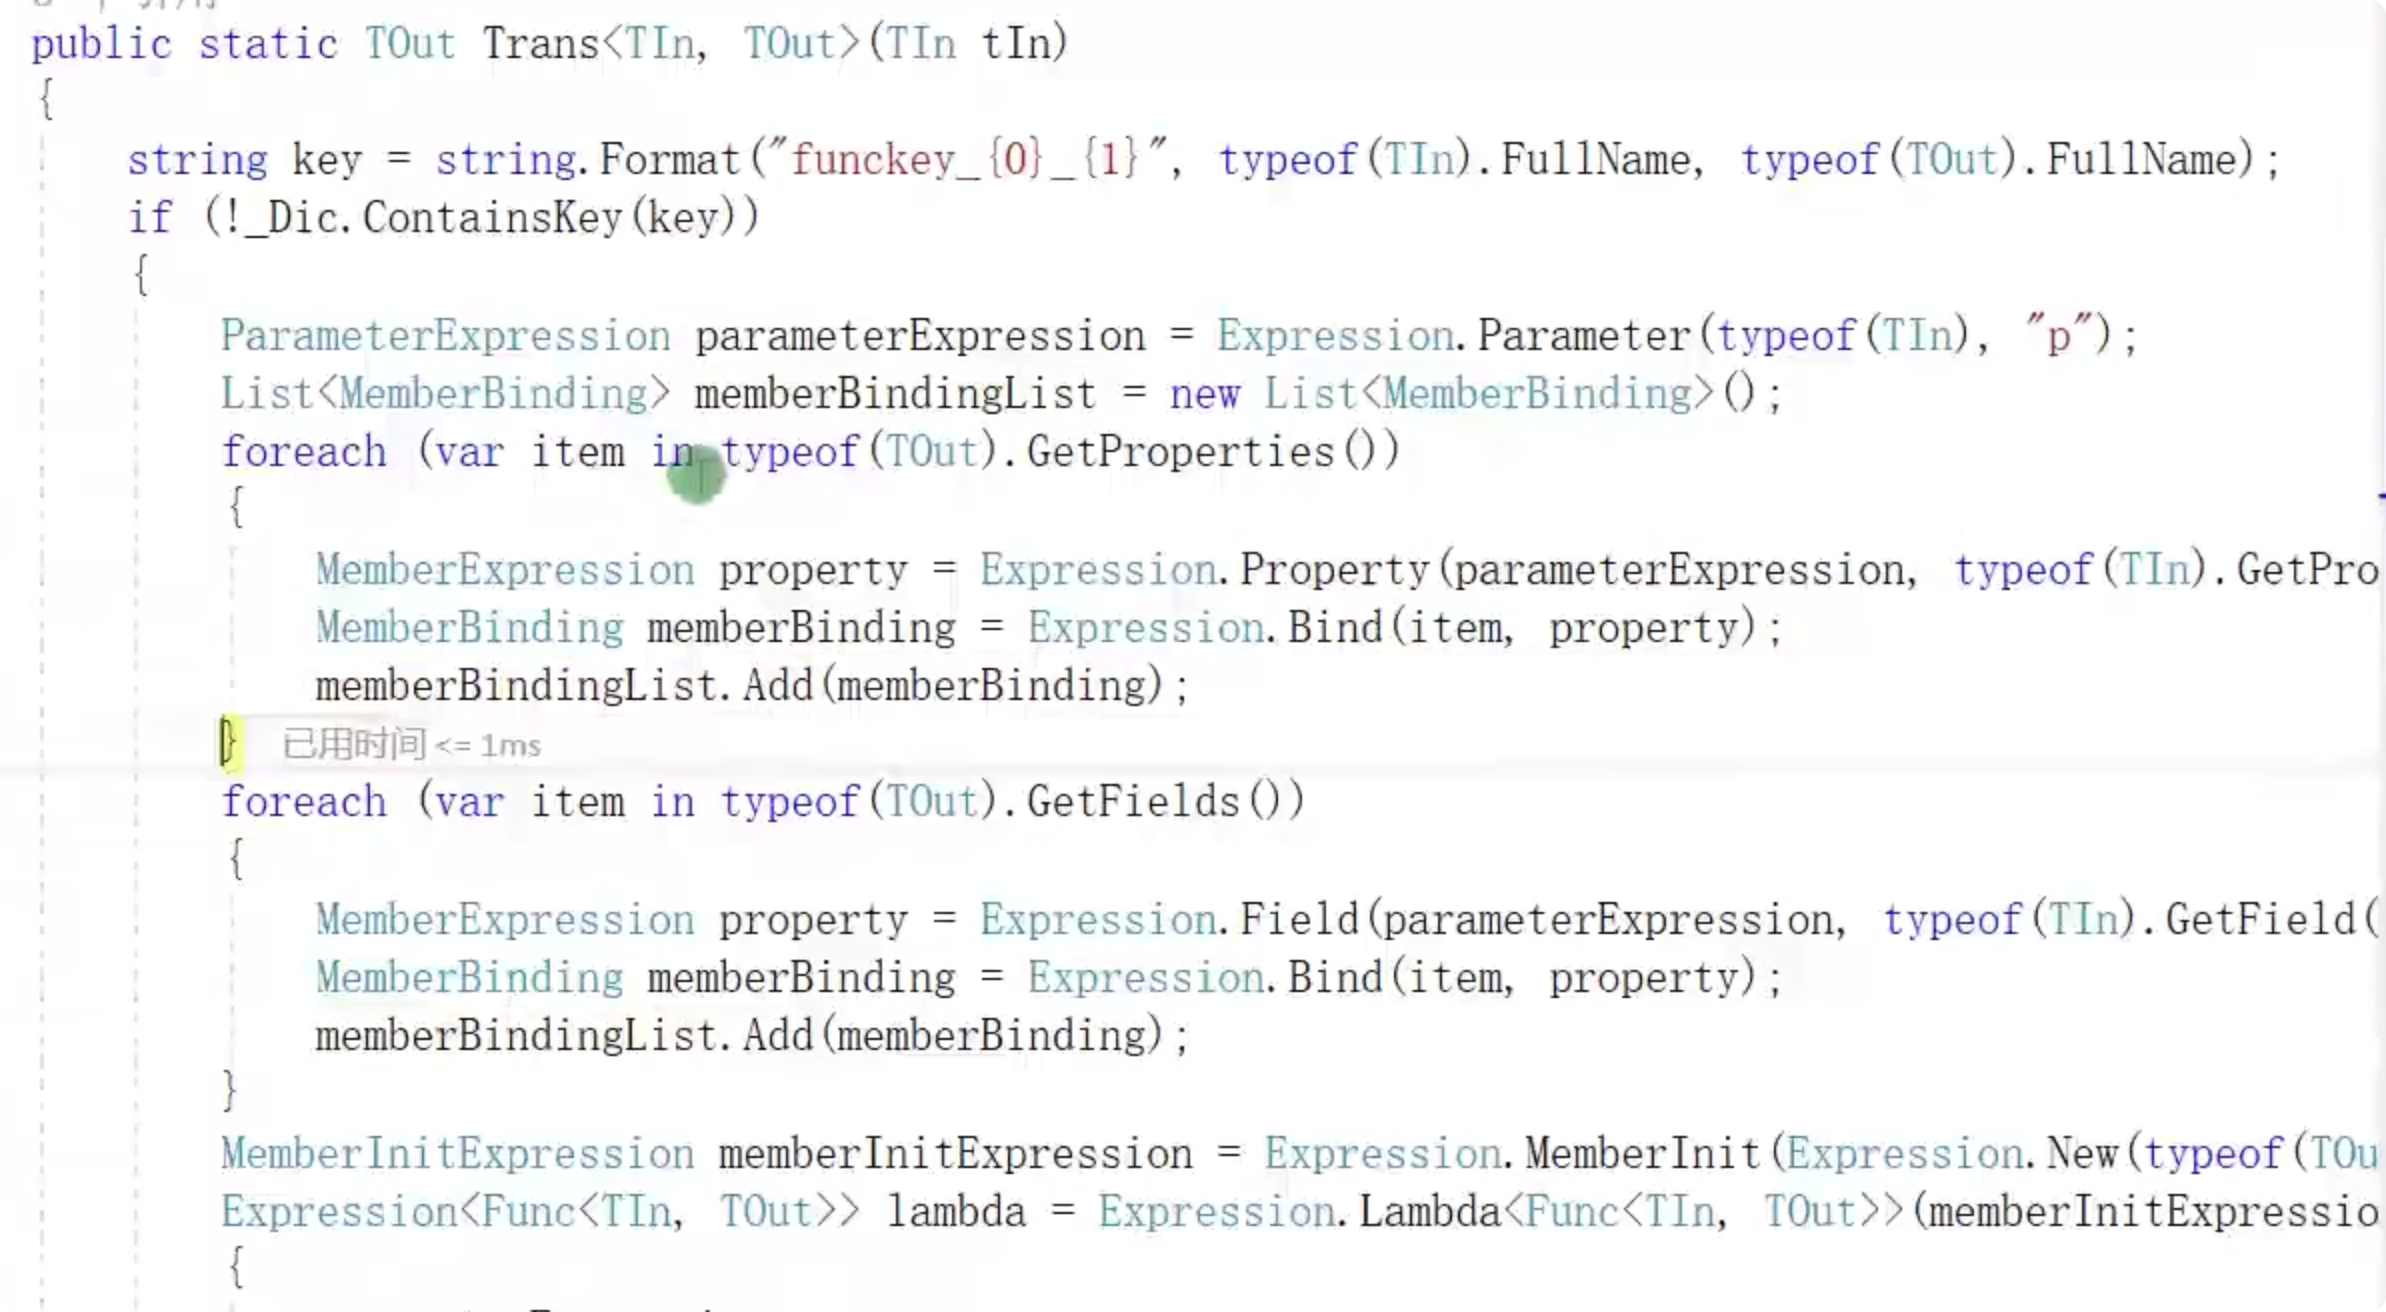 public static TOut Trans<TIn, TOut>(TIn tIn)
{
string key = string.Format("funckey_{0}_{1}", typeof(TIn).FullName, typeof(TOut).FullName);
if (!_Dic.ContainsKey(key))
{
ParameterExpression parameterExpression = Expression.Parameter(typeof(TIn), "p");
List<MemberBinding> memberBindingList = new List<MemberBinding>();
foreach (var item in typeof(TOut).GetProperties())
{
MemberExpression property = Expression.Property(parameterExpression, typeof(TIn).GetPro
MemberBinding memberBinding = Expression.Bind(item, property);
memberBindingList.Add(memberBinding);
} 已用时间 <= 1ms
foreach (var item in typeof(TOut).GetFields())
{
MemberExpression property = Expression.Field(parameterExpression, typeof(TIn).GetField(
MemberBinding memberBinding = Expression.Bind(item, property);
memberBindingList.Add(memberBinding);
}
MemberInitExpression memberInitExpression = Expression.MemberInit(Expression.New(typeof(TOu
Expression<Func<TIn, TOut>> lambda = Expression.Lambda<Func<TIn, TOut>>(memberInitExpressio
{